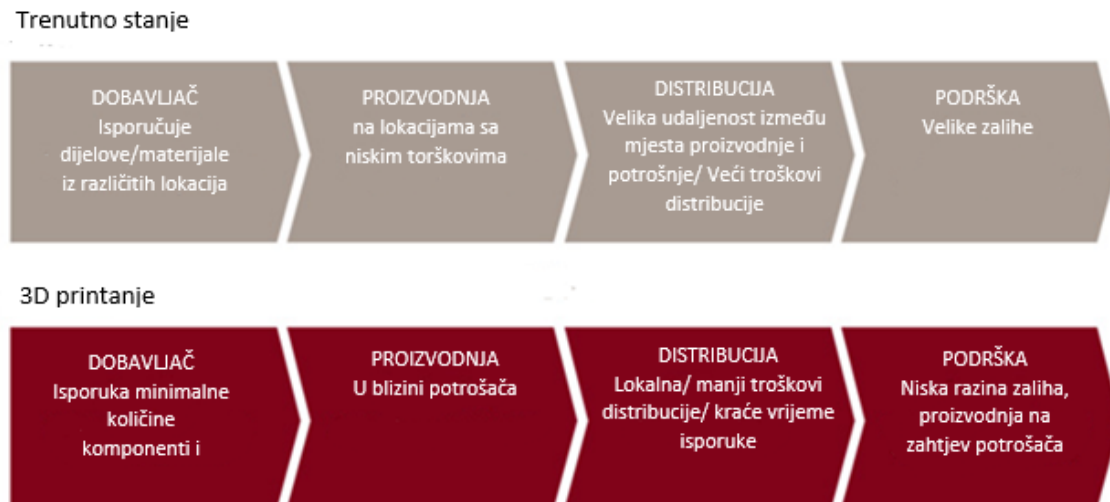 Trenutno stanje
DOBAVLJAČ
Isporučuje
dijelove/materijale
iz različitih lokacija
PROIZVODNJA
na lokacijama sa
niskim torškovima
DISTRIBUCIJA
Velika udaljenost između
mjesta proizvodnje i
potrošnje/ Veći troškovi
distribucije
PODRŠKA
Velike zalihe
3D printanje
DOBAVLJAČ
Isporuka minimalne
količine
komponenti i
PROIZVODNJA
U blizini potrošača
DISTRIBUCIJA
Lokalna/ manji troškovi
distribucije/ kraće vrijeme
isporuke
PODRŠKA
Niska razina zaliha,
proizvodnja na
zahtjev potrošača